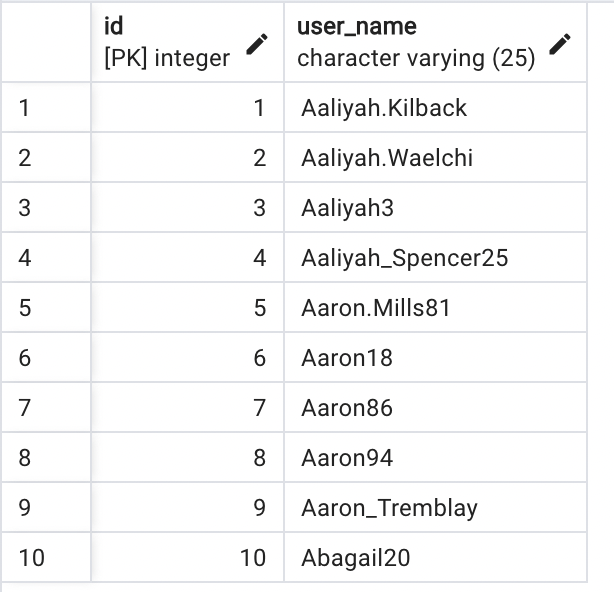 id user_name
[PK] integer character varying (25)
1 1 Aaliyah.Kilback
2 2 Aaliyah.Waelchi
3 3 Aaliyah3
4 4 Aaliyah_Spencer25
5 5 Aaron.Mills81
6 6 Aaron18
7 7 Aaron86
8 8 Aaron94
9 9 Aaron_Tremblay
10 10 Abagail20